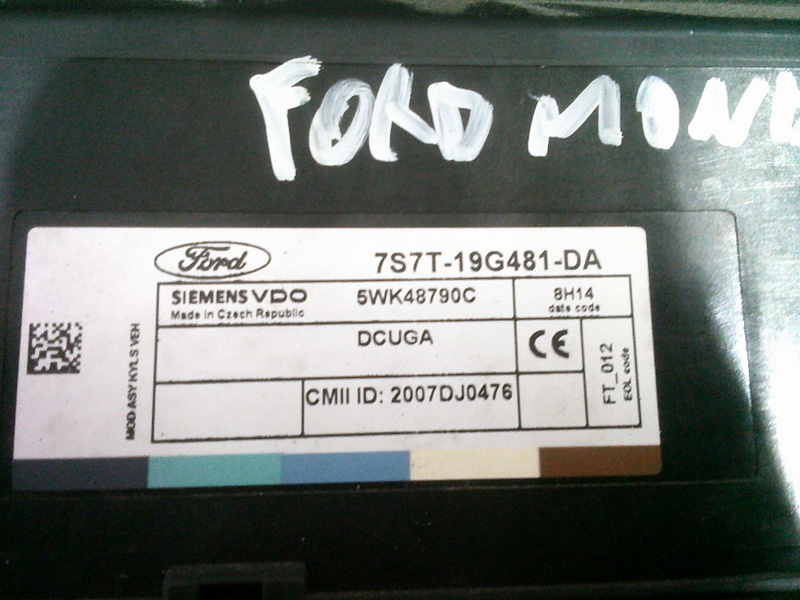 FORD MON
Ford
7S7T-19G481-DA
SIEMENS VDO
Made in Czech Republic
5WK48790C
8H14
date code
MOD ASY KYLS VEH
DCUGA
CE
FT_012
EOL code
CMII ID: 2007DJ0476